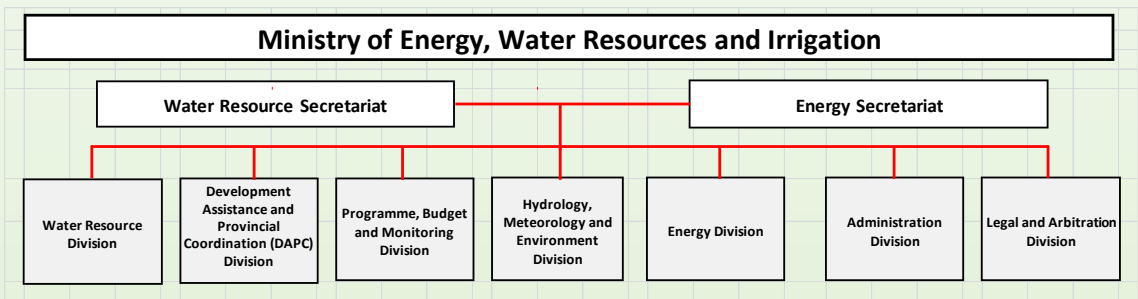 Ministry of Energy, Water Resources and Irrigation
Water Resource Secretariat
Energy Secretariat
Water Resource
Division
Development
Assistance and
Provincial
Coordination (DAPC)
Division
Programme, Budget
and Monitoring
Division
Hydrology,
Meteorology and
Environment
Division
Energy Division
Administration
Division
Legal and Arbitration
Division